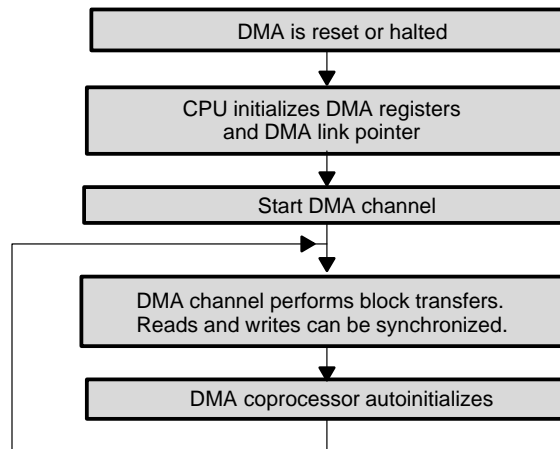 DMA is reset or halted
CPU initializes DMA registers
and DMA link pointer
Start DMA channel
DMA channel performs block transfers.
Reads and writes can be synchronized.
DMA coprocessor autoinitializes